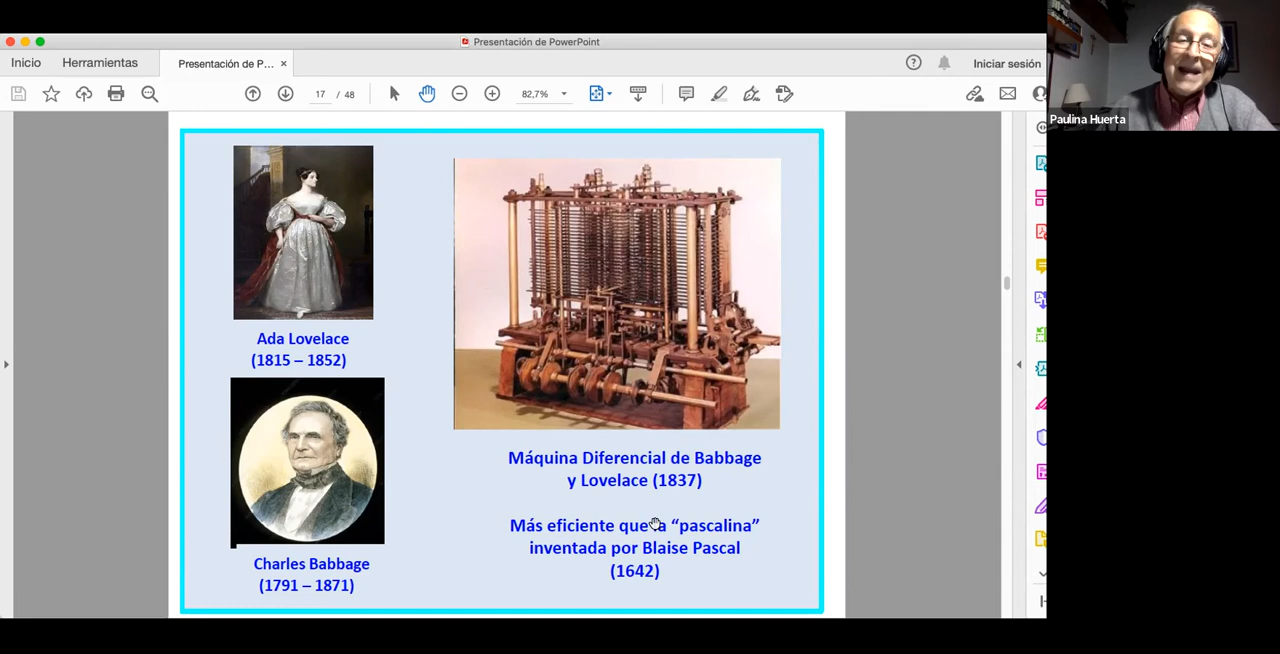 Presentación de PowerPoint
Inicio
Herramientas
Presentación de P...
Iniciar sesión
17 / 48
82,7%
Paulina Huerta
Ada Lovelace
(1815 – 1852)
Charles Babbage
(1791 – 1871)
Máquina Diferencial de Babbage
y Lovelace (1837)
Más eficiente que la “pascalina”
inventada por Blaise Pascal
(1642)